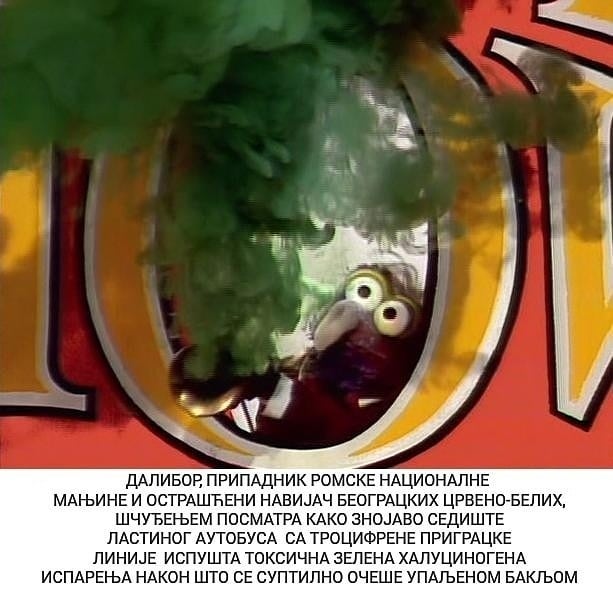 ДАЛИБОР, ПРИПАДНИК РОМСКЕ НАЦИОНАЛНЕ
МАЊИНЕ И ОСТРАШЋЕНИ НАВИЈАЧ БЕОГРАЦКИХ ЦРВЕНО-БЕЛИХ,
ШЧУЂЕЊЕМ ПОСМАТРА КАКО ЗНОЈАВО СЕДИШТЕ
ЛАСТИНОГ АУТОБУСА СА ТРОЦИФРЕНЕ ПРИГРАЦКЕ
ЛИНИЈЕ ИСПУШТА ТОКСИЧНА ЗЕЛЕНА ХАЛУЦИНОГЕНА
ИСПАРЕЊА НАКОН ШТО СЕ СУПТИЛНО ОЧЕШЕ УПАЉЕНОМ БАКЉОМ